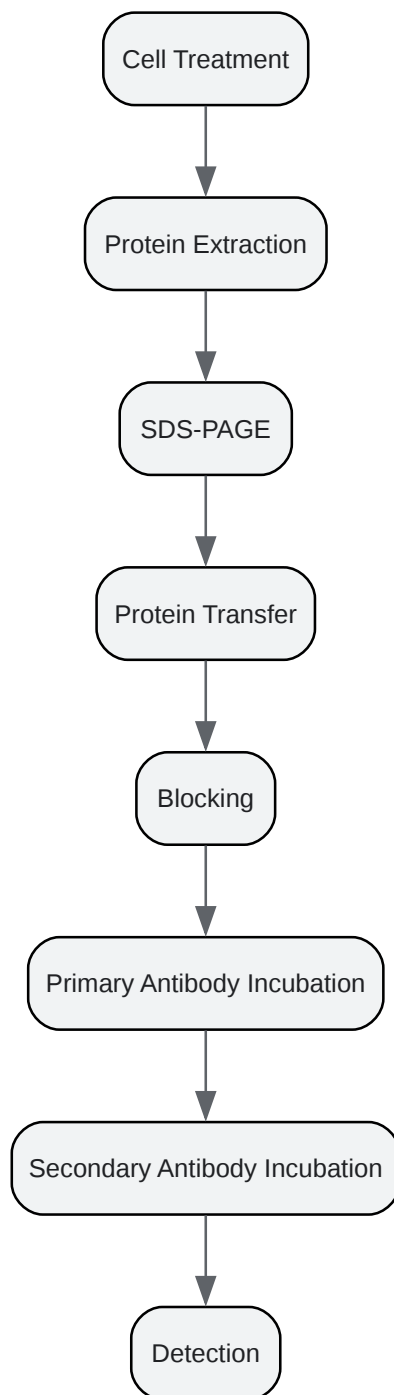 Cell Treatment
Protein Extraction
SDS-PAGE
Protein Transfer
Blocking
Primary Antibody Incubation
Secondary Antibody Incubation
Detection